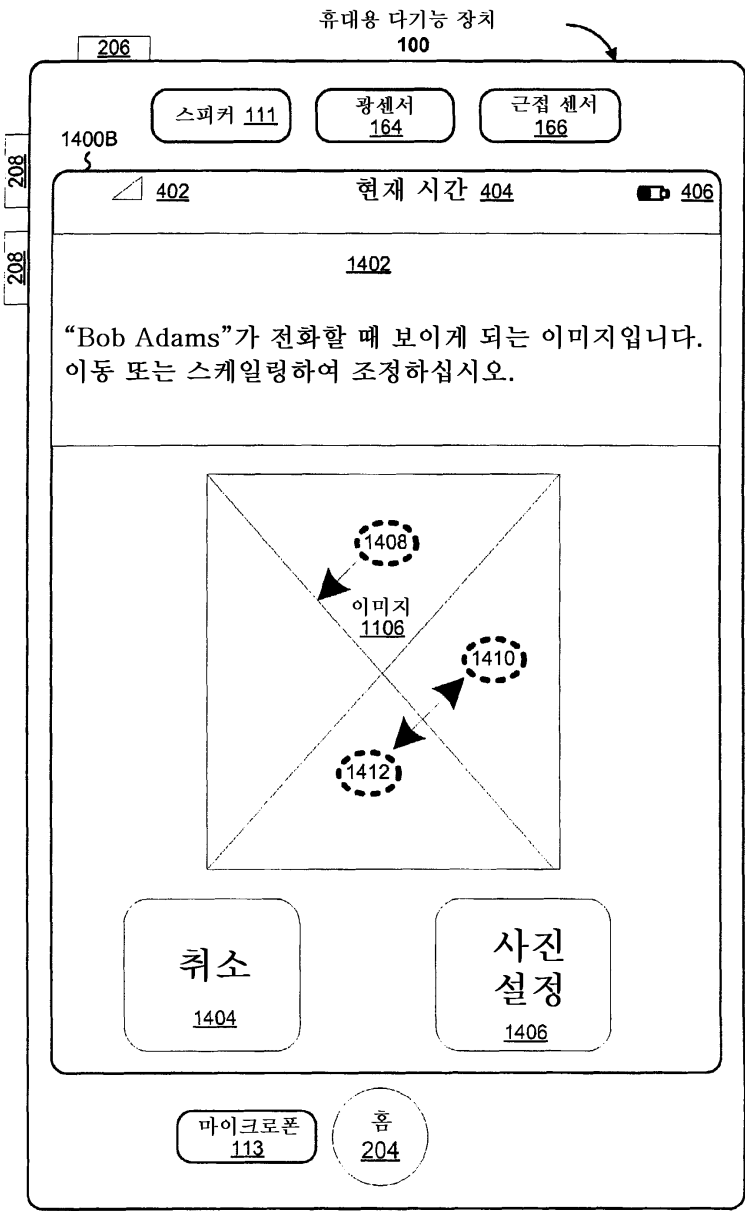 휴대용 다기능 장치
100
206
스피커 111
광센서
164
근접 센서
166
1400B
208
402
현재 시간 404
406
208
1402
“Bob Adams”가 전화할 때 보이게 되는 이미지입니다.
이동 또는 스케일링하여 조정하십시오.
1408
이미지
1106
1410
1412
취소
1404
사진
설정
1406
마이크로폰
113
홈
204